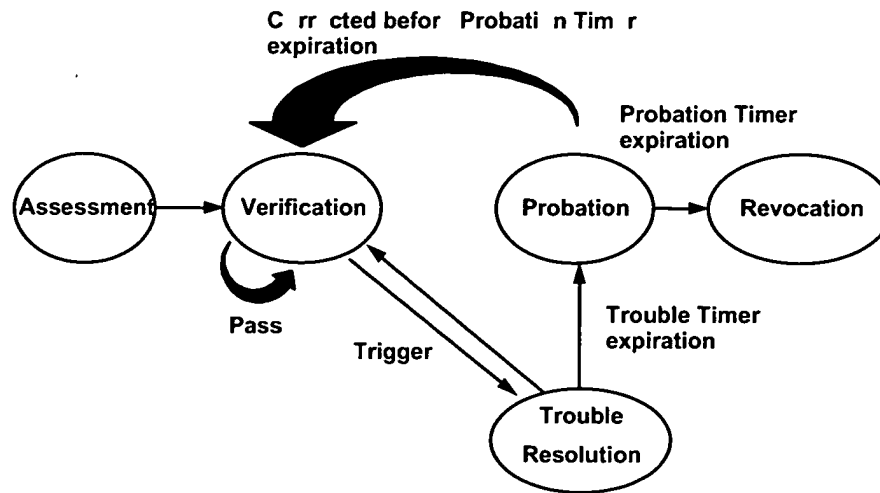 C rr cted befor Probati n Tim r
expiration
Probation Timer
expiration
Assessment
Verification
Probation
Revocation
Pass
Trigger
Trouble Timer
expiration
Trouble
Resolution